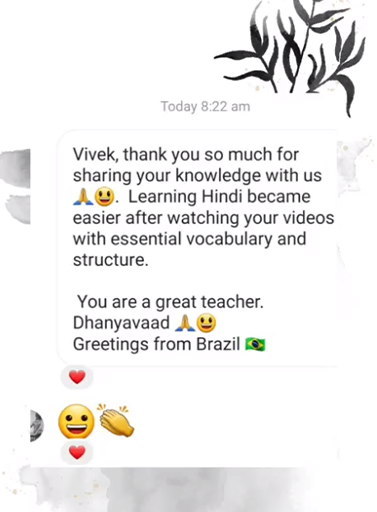 Today 8:22 am
Vivek, thank you so much for
sharing your knowledge with us
🙏😃. Learning Hindi became
easier after watching your videos
with essential vocabulary and
structure.
You are a great teacher.
Dhanyavaad 🙏😃
Greetings from Brazil 🇧🇷
❤️
😀👏
❤️